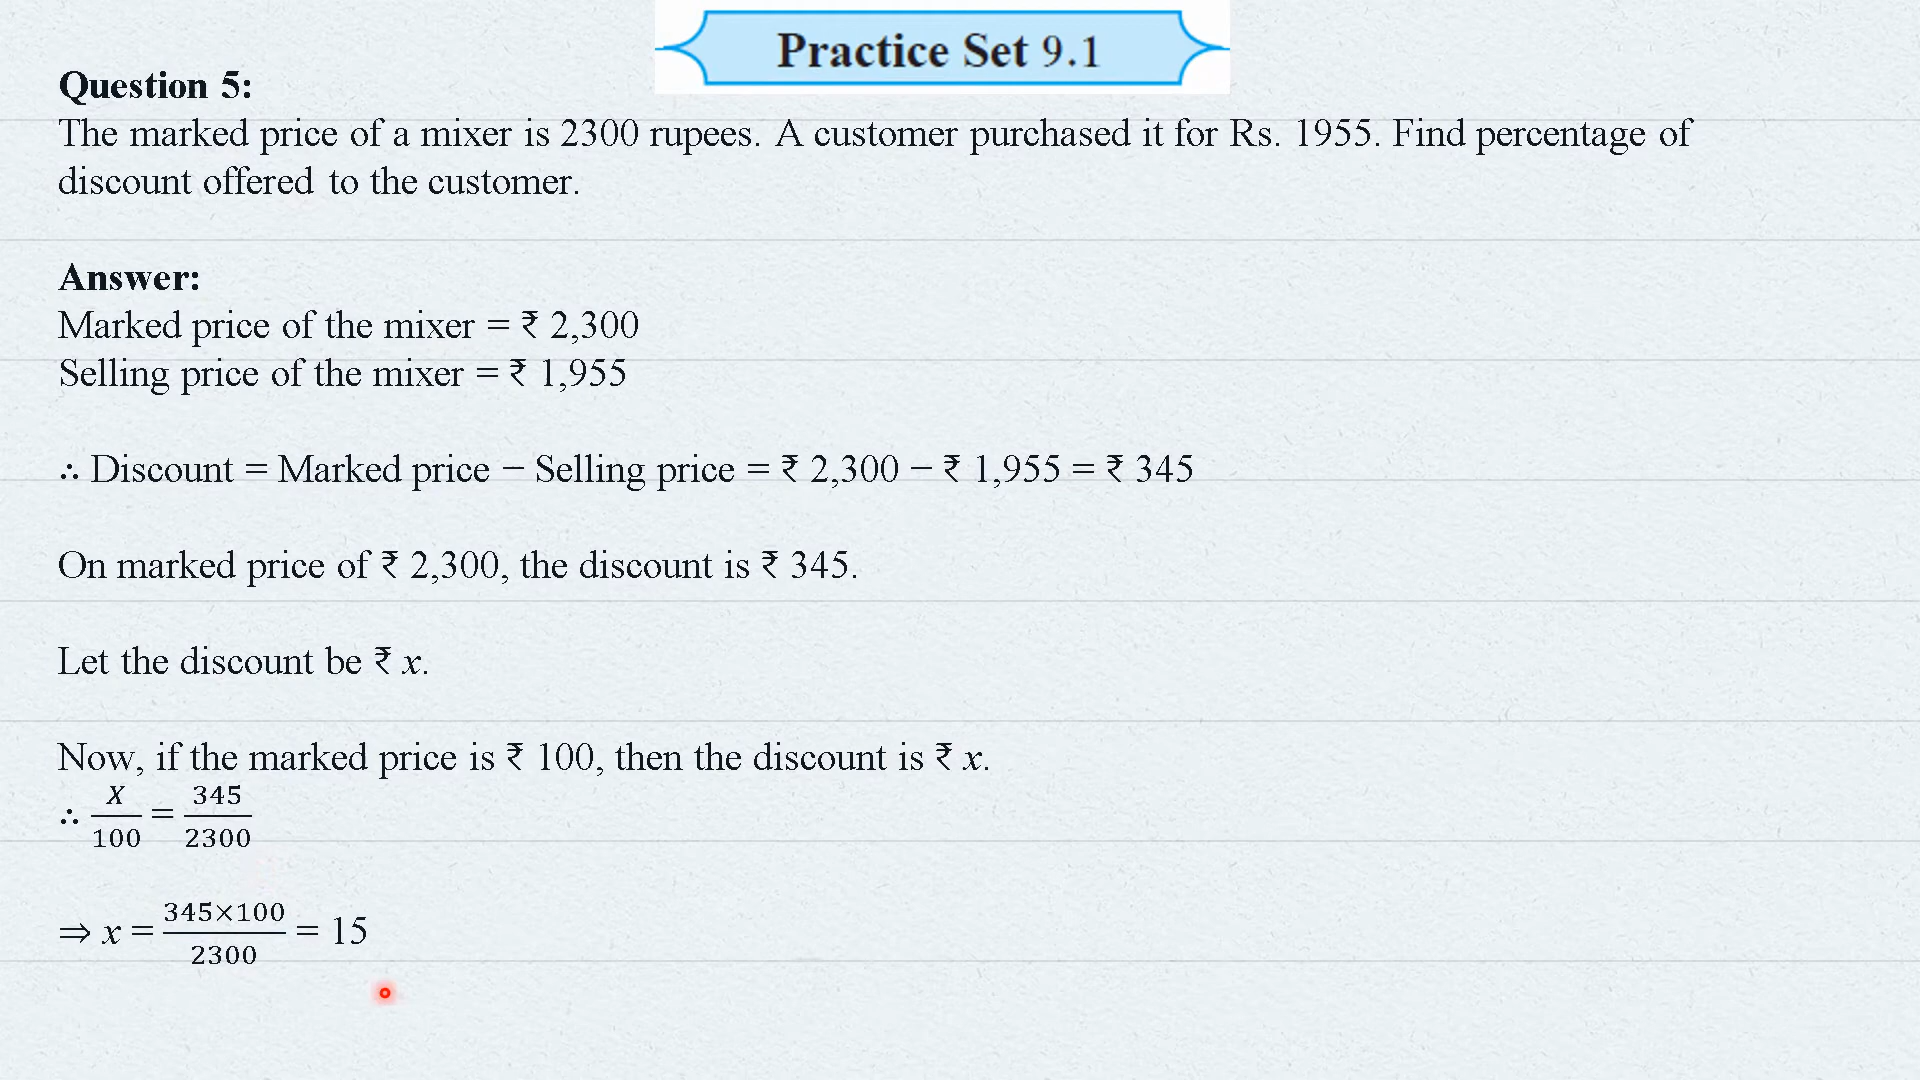 Practice Set 9.1
Question 5:
The marked price of a mixer is 2300 rupees. A customer purchased it for Rs. 1955. Find percentage of
discount offered to the customer.
Answer:
Marked price of the mixer = ₹ 2,300
Selling price of the mixer = ₹ 1,955
∴ Discount = Marked price − Selling price = ₹ 2,300 − ₹ 1,955 = ₹ 345
On marked price of ₹ 2,300, the discount is ₹ 345.
Let the discount be ₹ x.
Now, if the marked price is ₹ 100, then the discount is ₹ x.
∴ X/100 = 345/2300
⇒ x = 345×100/2300 = 15